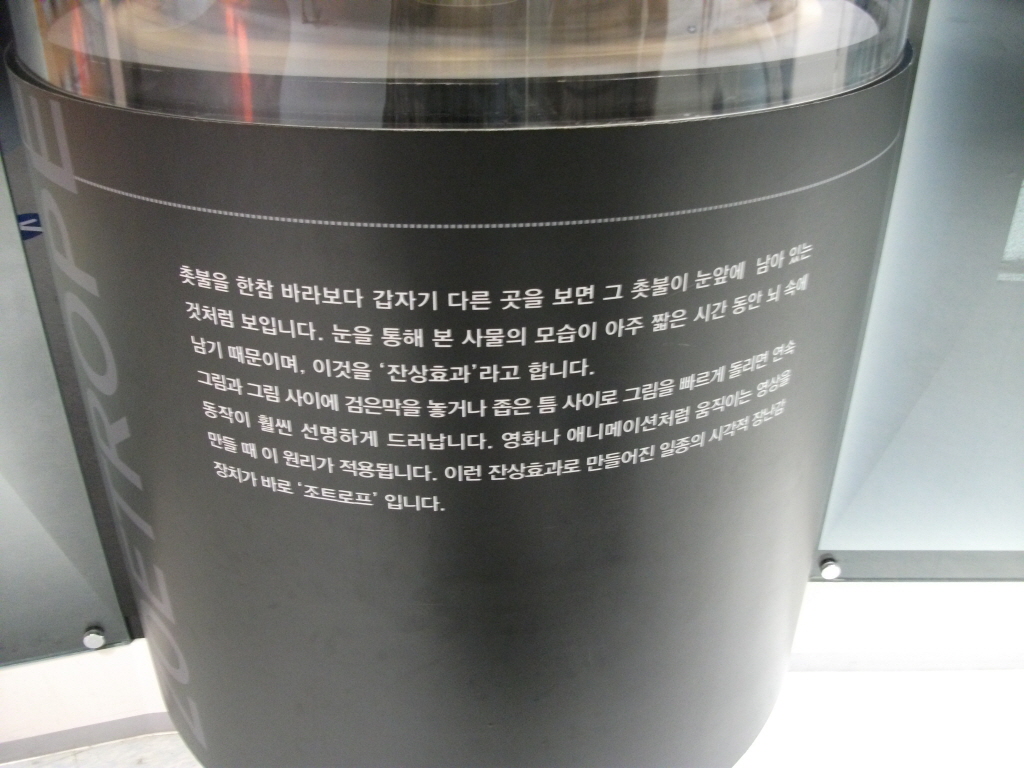 ZOETROPE
촛불을 한참 바라보다 갑자기 다른 곳을 보면 그 촛불이 눈앞에 남아 있는
것처럼 보입니다. 눈을 통해 본 사물의 모습이 아주 짧은 시간 동안 뇌 속에
남기 때문이며, 이것을 ‘잔상효과’라고 합니다.
그림과 그림 사이에 검은막을 놓거나 좁은 틈 사이로 그림을 빠르게 돌리면 연속
동작이 훨씬 선명하게 드러납니다. 영화나 애니메이션처럼 움직이는 영상을
만들 때 이 원리가 적용됩니다. 이런 잔상효과로 만들어진 일종의 시각적 장난감
장치가 바로 ‘조트로프’ 입니다.